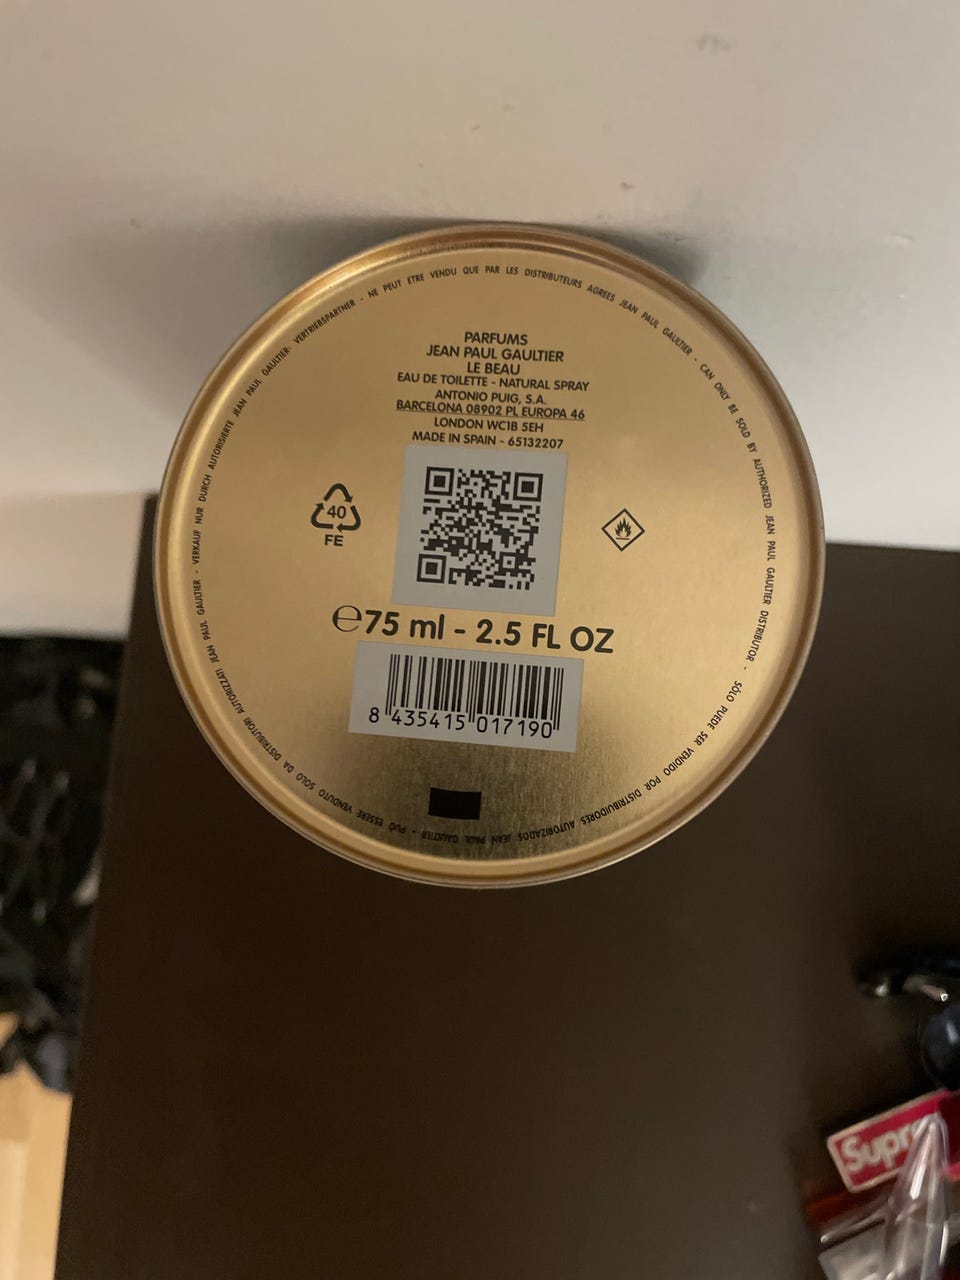 PARFUMS
JEAN PAUL GAULTIER
LE BEAU
EAU DE TOILETTE - NATURAL SPRAY
ANTONIO PUIG, S.A.
BARCELONA 08902 PL EUROPA 46
LONDON WC1B 5EH
MADE IN SPAIN - 65132207
40
FE
℮75 ml - 2.5 FL OZ
8 435415 017190
NE PEUT ETRE VENDU QUE PAR LES DISTRIBUTEURS AGREES JEAN PAUL GAULTIER - CAN ONLY BE SOLD BY AUTHORIZED JEAN PAUL GAULTIER DISTRIBUTOR - SÓLO PUEDE SER VENDIDO POR DISTRIBUIDORES AUTORIZADOS JEAN PAUL GAULTIER - PUÒ ESSERE VENDUTO SOLO DA DISTRIBUTORI AUTORIZZATI JEAN PAUL GAULTIER - VERKAUF NUR DURCH AUTORISIERTE JEAN PAUL GAULTIER- VERTRIEBSPARTNER -